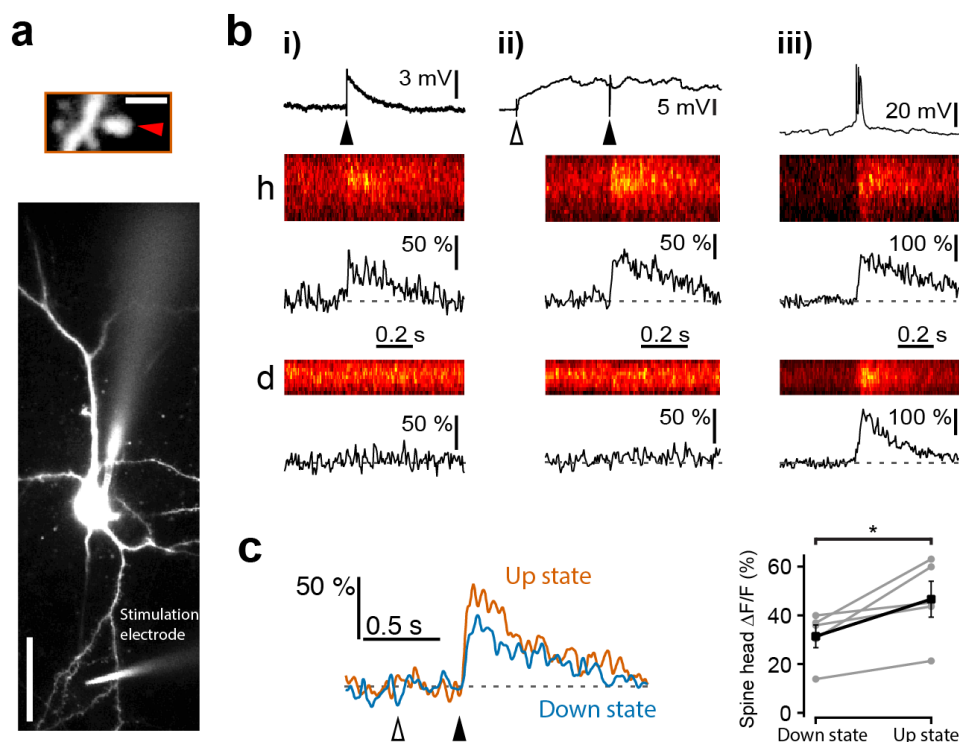 a
b
i)
ii)
iii)
3 mV
5 mV
20 mV
h
50 %
50 %
100 %
0.2 s
0.2 s
0.2 s
d
50 %
50 %
100 %
Stimulation
electrode
c
50 %
0.5 s
Up state
Down state
*
Spine head ΔF/F (%)
60
40
20
0
Down state
Up state